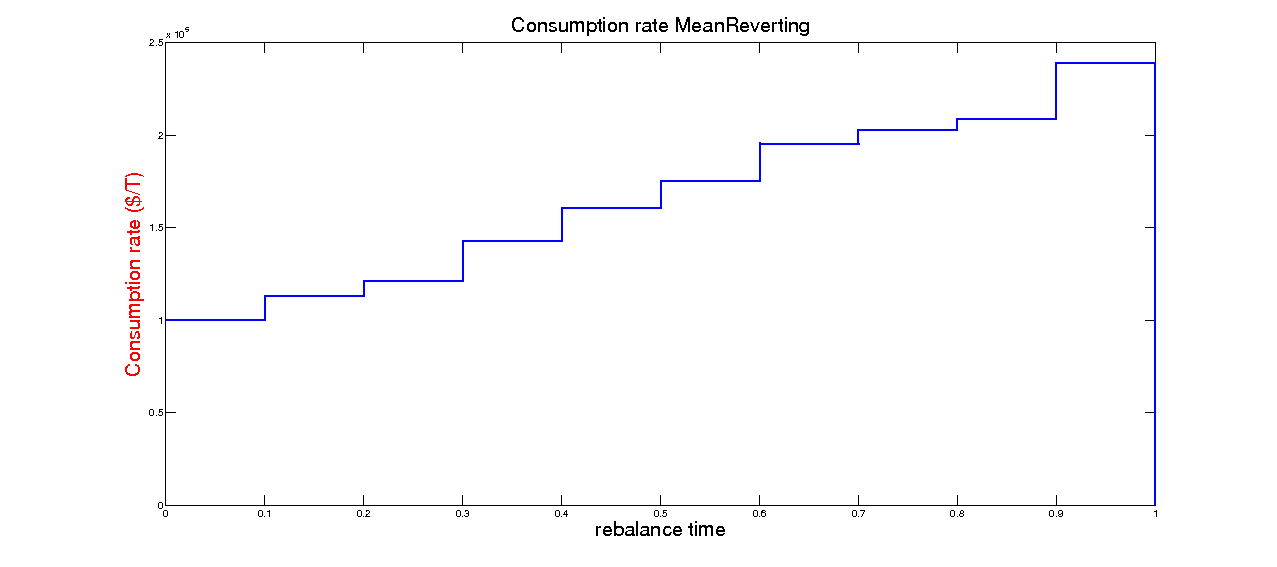 Consumption rate MeanReverting
x 10^5
2.5
2
1.5
1
0.5
0
Consumption rate ($/T)
0 0.1 0.2 0.3 0.4 0.5 0.6 0.7 0.8 0.9 1
rebalance time